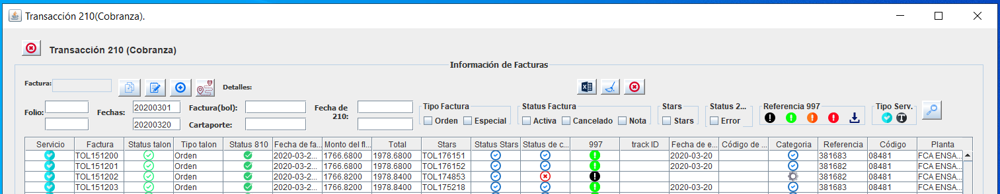 Transacción 210(Cobranza).
Transacción 210 (Cobranza)
Información de Facturas
Factura:
Detalles:
Folio:
Fechas:
20200301
20200320
Factura(bol):
Cartaporte:
Fecha de
210:
Tipo Factura
Orden
Especial
Status Factura
Activa
Cancelado
Nota
Stars
Stars
Status 2...
Error
Referencia 997
Tipo Serv.
T
Servicio Factura Status talon Tipo talon Status 810 Fecha de fa... Monto del fl... Total Stars Status Stars Status de c... 997 track ID Fecha de e... Código de ... Categoria Referencia Código Planta
TOL151200 Orden 2020-03-2... 1766.6800 1978.6800 TOL176151 2020-03-20 381683 08481 FCA ENSA...
TOL151201 Orden 2020-03-2... 1766.6800 1978.6800 TOL176152 2020-03-20 381682 08481 FCA ENSA...
TOL151202 Orden 2020-03-2... 1766.8200 1978.8400 TOL174853 381682 08481 FCA ENSA...
TOL151203 Orden 2020-03-2... 1766.8200 1978.8400 TOL175218 2020-03-20 381684 08481 FCA ENSA...